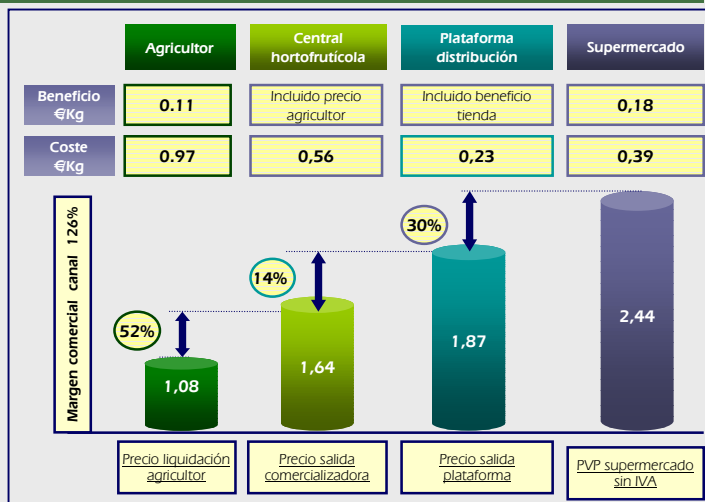 Agricultor
Central
hortofrutícola
Plataforma
distribución
Supermercado
Beneficio
€Kg
0.11
Incluido precio
agricultor
Incluido beneficio
tienda
0,18
Coste
€Kg
0.97
0,56
0,23
0,39
Margen comercial canal 126%
52%
14%
30%
1,08
1,64
1,87
2,44
Precio liquidación
agricultor
Precio salida
comercializadora
Precio salida
plataforma
PVP supermercado
sin IVA